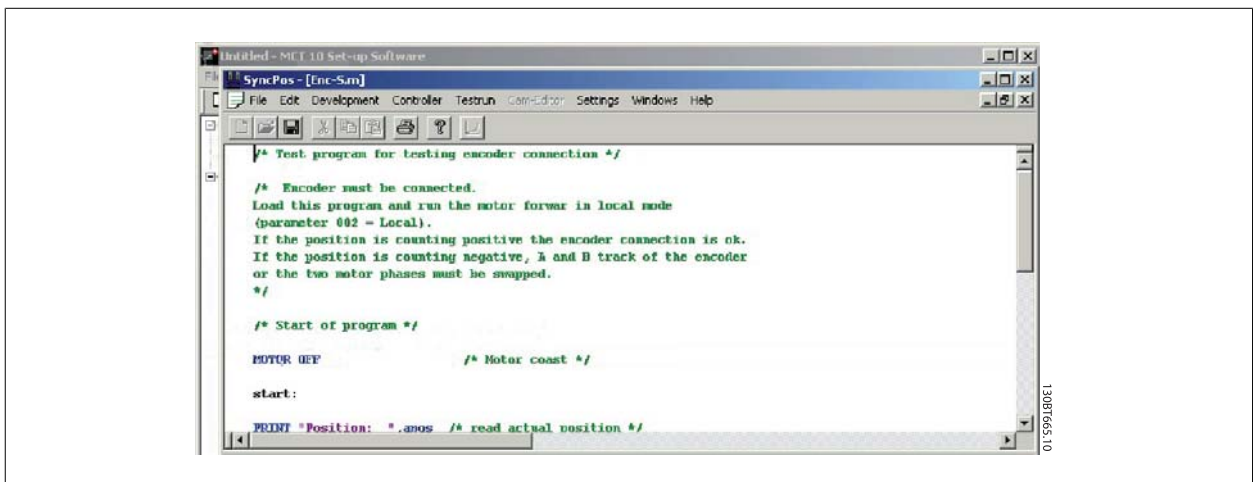 Untitled - MCT 10 Set-up Software
SyncPos - [Enc-S.m]
File Edit Development Controller Testrun Cam-Editor Settings Windows Help
/* Test program for testing encoder connection */
/* Encoder must be connected.
Load this program and run the motor forwar in local mode
(parameter 002 = Local).
If the position is counting positive the encoder connection is ok.
If the position is counting negative, A and B track of the encoder
or the two motor phases must be swapped.
*/
/* Start of program */
MOTOR OFF /* Motor coast */
start:
PRINT "Position: ",apos /* read actual position */
130BT665.10